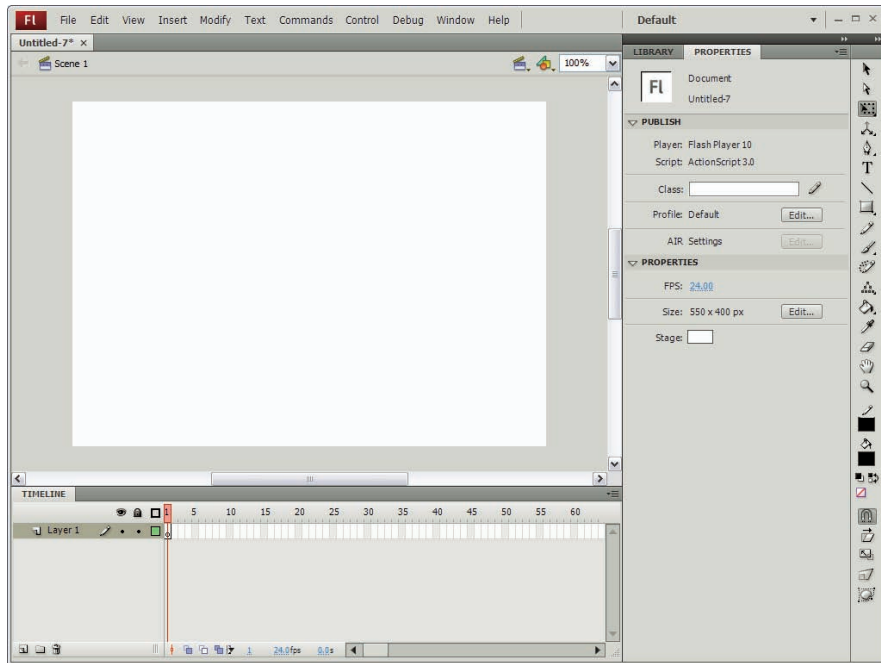 Fl File Edit View Insert Modify Text Commands Control Debug Window Help Default
Untitled-7* ×
Scene 1 100%
LIBRARY PROPERTIES
Fl Document
Untitled-7
PUBLISH
Player: Flash Player 10
Script: ActionScript 3.0
Class:
Profile: Default Edit...
AIR Settings Edit...
PROPERTIES
FPS: 24.00
Size: 550 x 400 px Edit...
Stage:
T
TIMELINE
1 5 10 15 20 25 30 35 40 45 50 55 60
Layer 1
1 24.0fps 0.0s